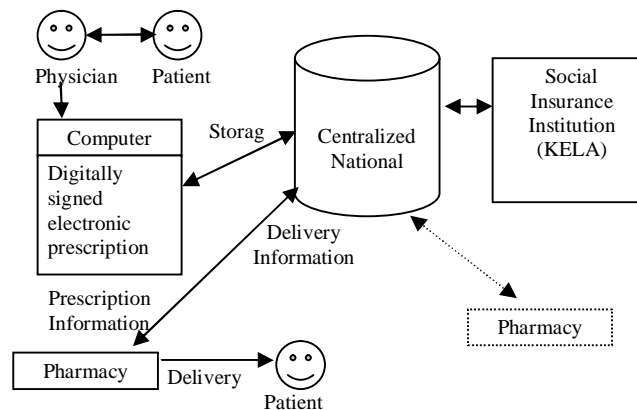 Physician
Patient
Computer
Digitally
signed
electronic
prescription
Storag
Centralized
National
Social
Insurance
Institution
(KELA)
Delivery
Information
Prescription
Information
Pharmacy
Pharmacy
Delivery
Patient